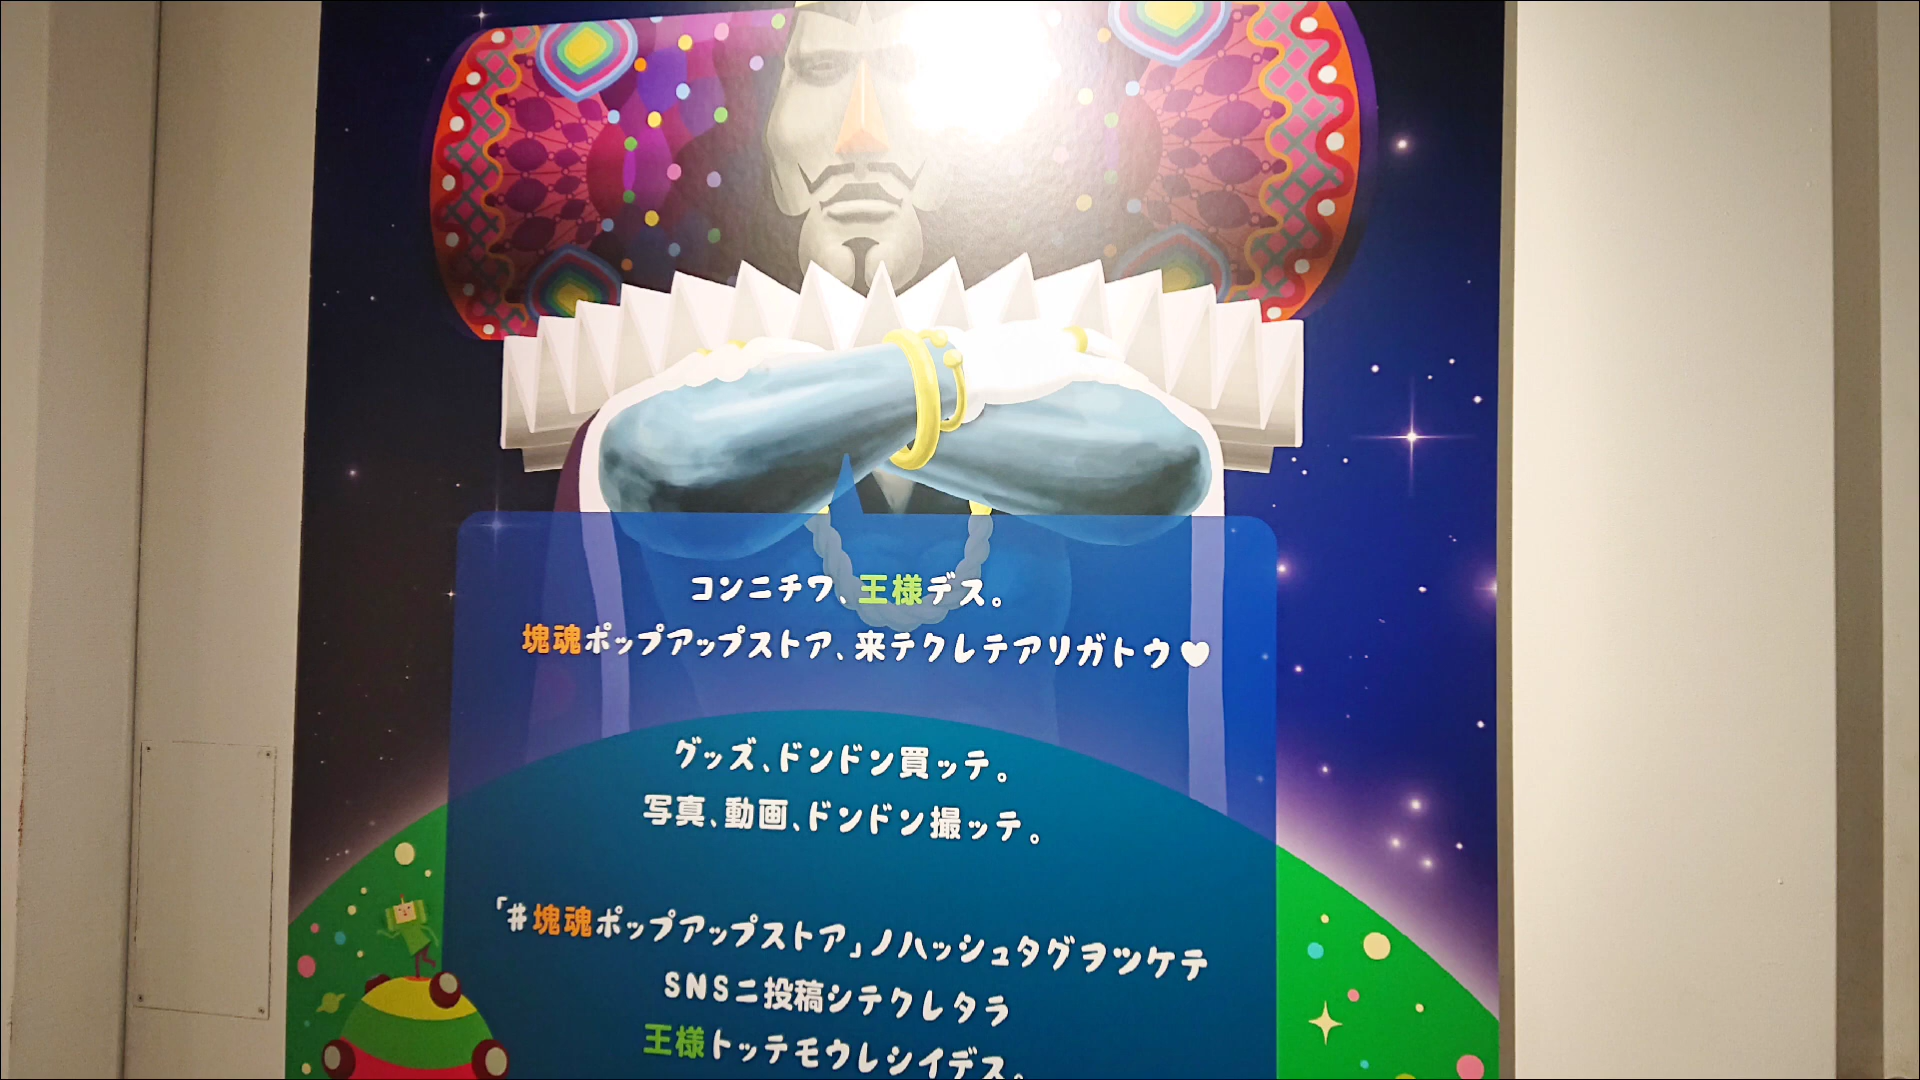 コンニチワ、王様デス。
塊魂ポップアップストア、来テクレテアリガトウ♥
グッズ、ドンドン買ッテ。
写真、動画、ドンドン撮ッテ。
「#塊魂ポップアップストア」ノハッシュタグヲツケテ
SNSニ投稿シテクレタラ
王様トッテモウレシイデス。